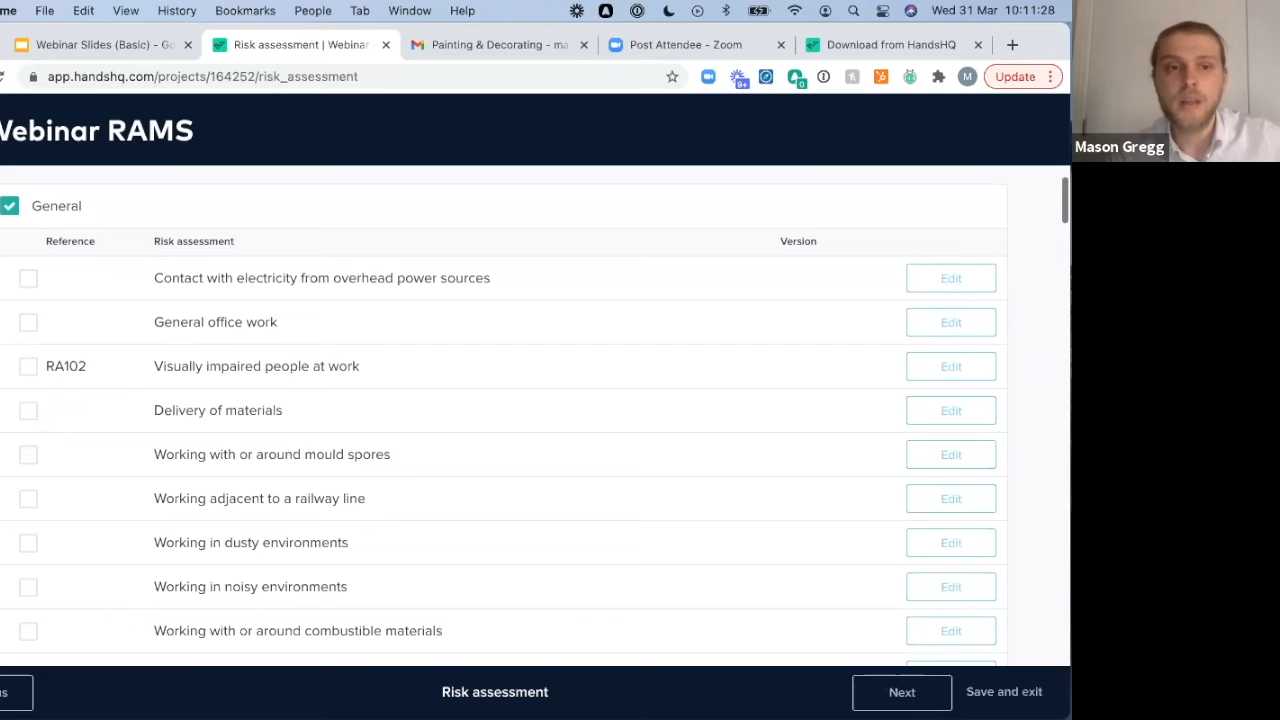 me File Edit View History Bookmarks People Tab Window Help Wed 31 Mar 10:11:28
Webinar Slides (Basic) - Go Risk assessment | Webinar Painting & Decorating - ma Post Attendee - Zoom Download from HandsHQ
app.handshq.com/projects/164252/risk_assessment 9+ 0 M Update
Webinar RAMS
Mason Gregg
General
Reference Risk assessment Version
Contact with electricity from overhead power sources Edit
General office work Edit
RA102 Visually impaired people at work Edit
Delivery of materials Edit
Working with or around mould spores Edit
Working adjacent to a railway line Edit
Working in dusty environments Edit
Working in noisy environments Edit
Working with or around combustible materials Edit
us Risk assessment Next Save and exit